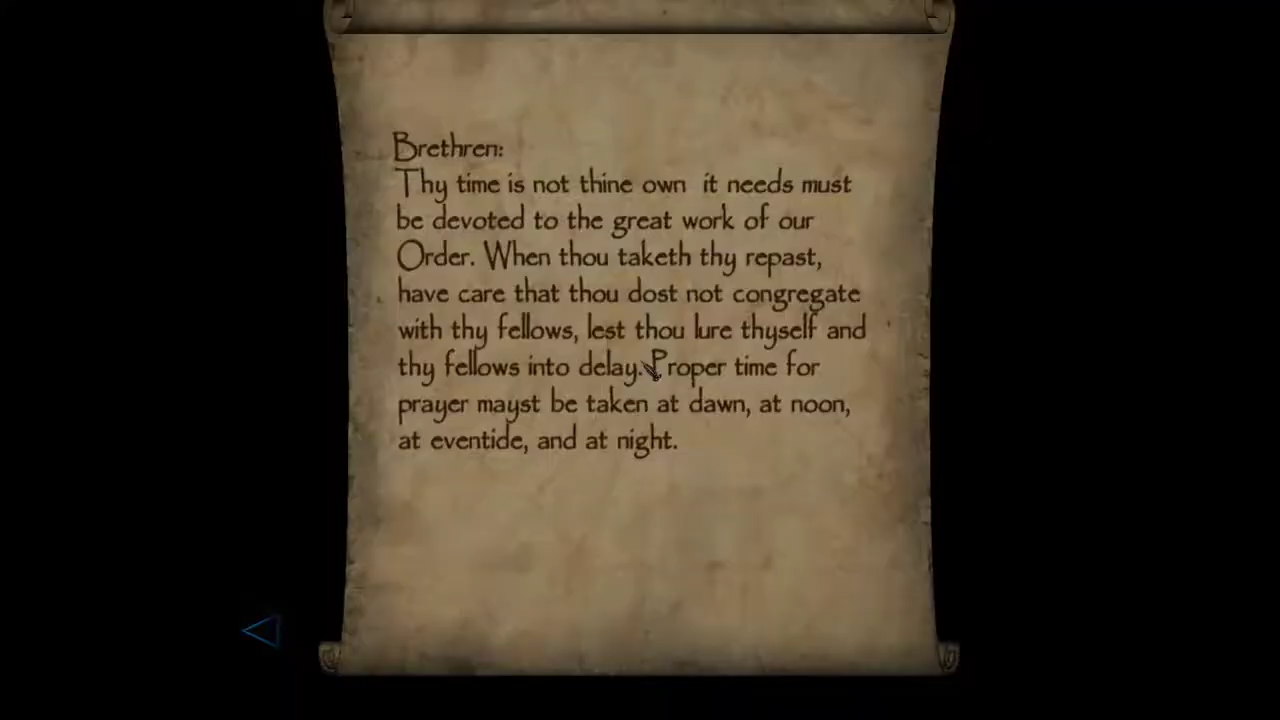 Brethren:
Thy time is not thine own  it needs must
be devoted to the great work of our
Order. When thou taketh thy repast,
have care that thou dost not congregate
with thy fellows, lest thou lure thyself and
thy fellows into delay. Proper time for
prayer mayst be taken at dawn, at noon,
at eventide, and at night.